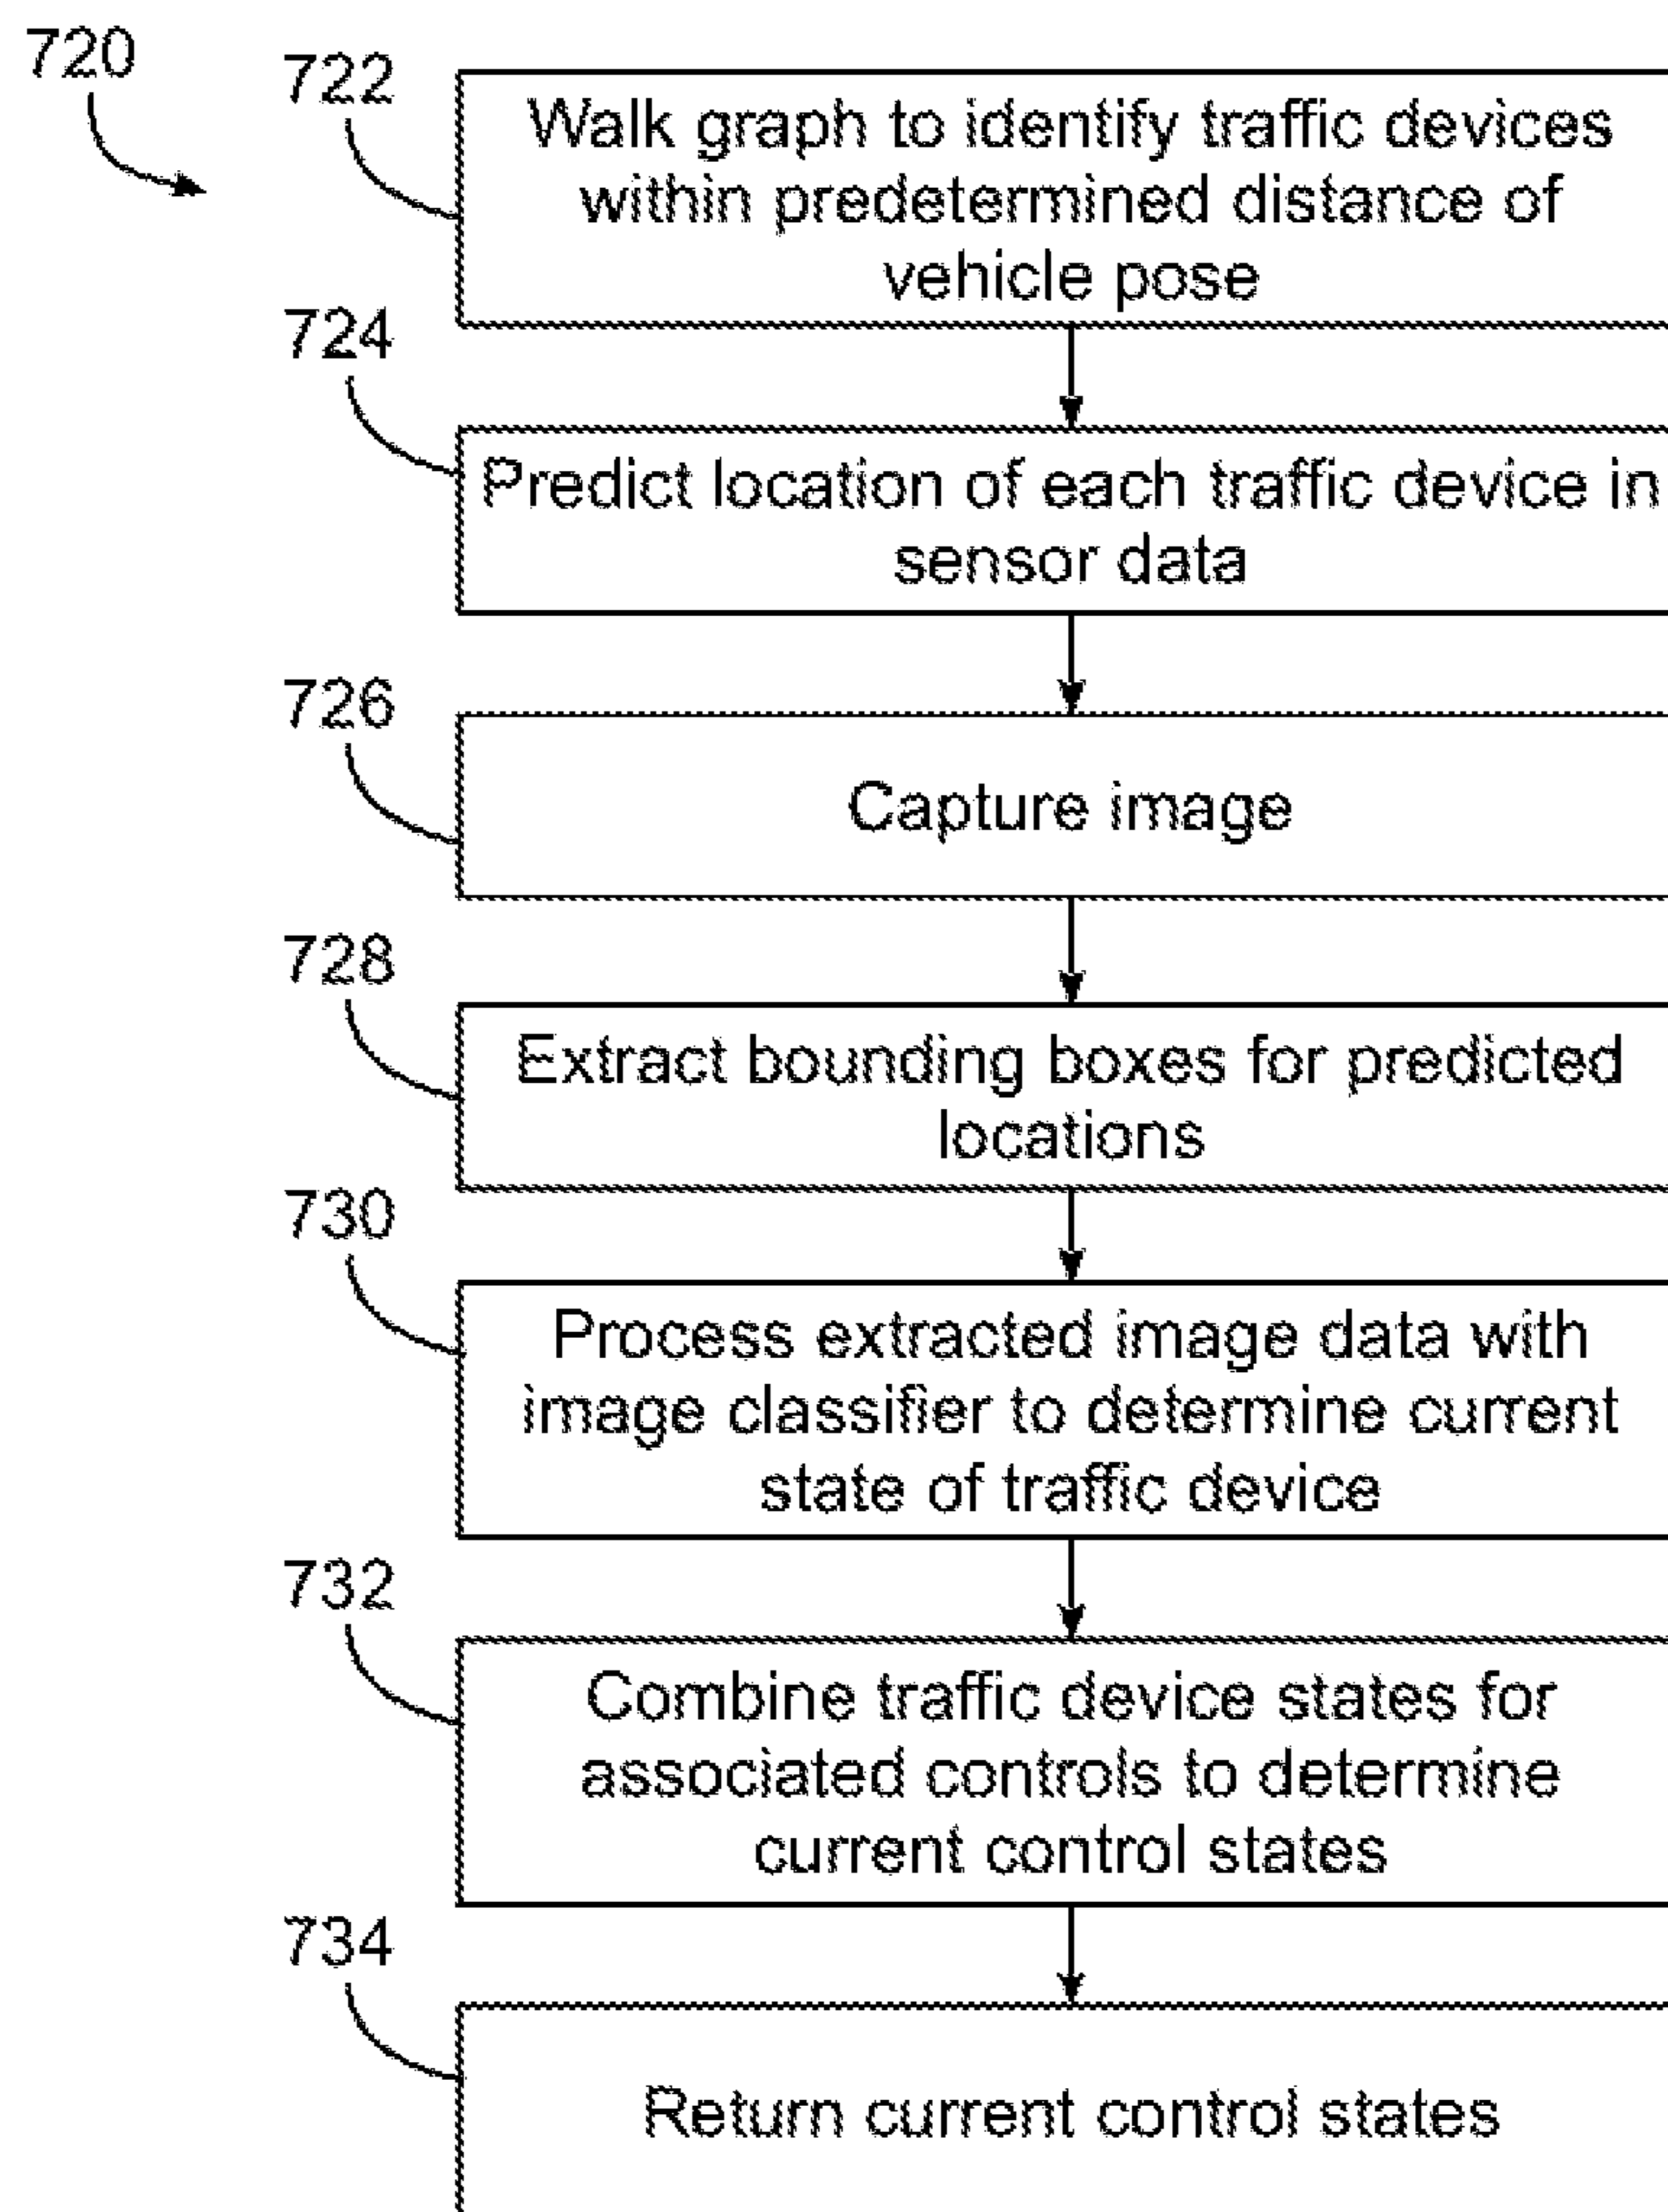 720
722
Walk graph to identify traffic devices
within predetermined distance of
vehicle pose
724
Predict location of each traffic device in
sensor data
726
Capture image
728
Extract bounding boxes for predicted
locations
730
Process extracted image data with
image classifier to determine current
state of traffic device
732
Combine traffic device states for
associated controls to determine
current control states
734
Return current control states